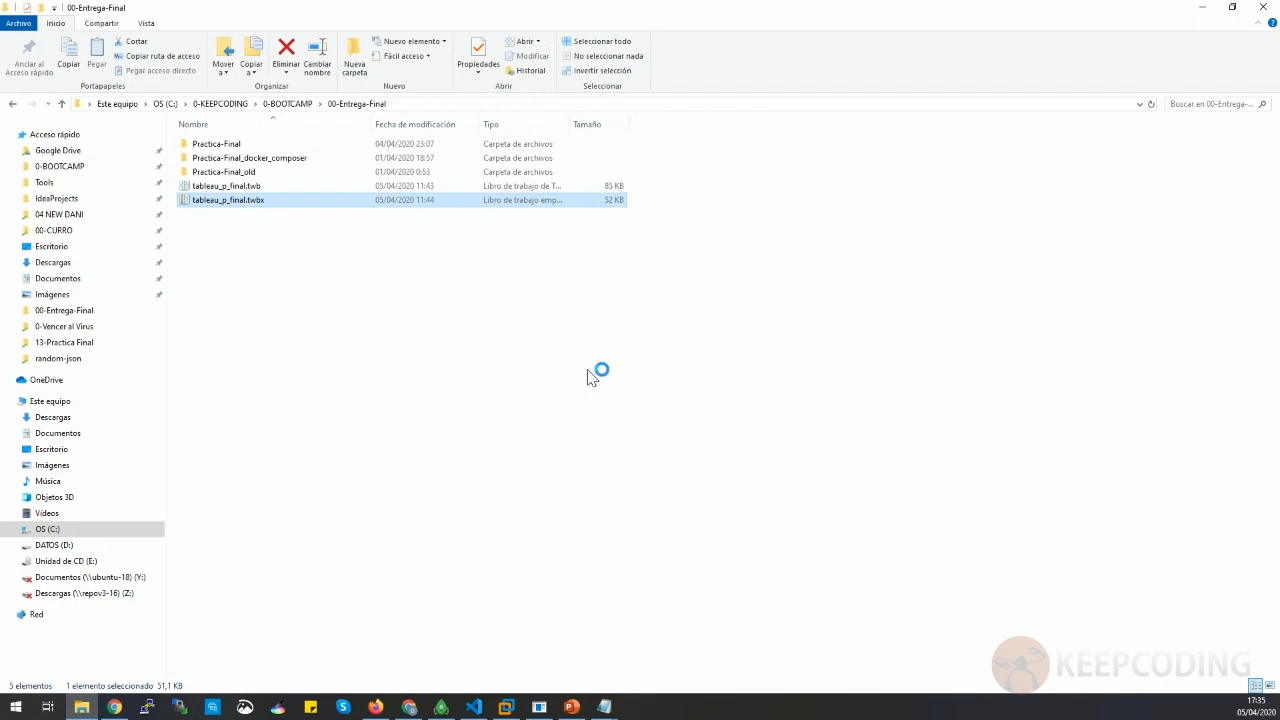 00-Entrega-Final
Archivo Inicio Compartir Vista
Anclar al Acceso rápido
Copiar
Pegar
Cortar
Copiar ruta de acceso
Pegar acceso directo
Portapapeles
Mover a
Copiar a
Eliminar
Cambiar nombre
Organizar
Nueva carpeta
Nuevo elemento
Fácil acceso
Nuevo
Propiedades
Abrir
Modificar
Historial
Abrir
Seleccionar todo
No seleccionar nada
Invertir selección
Seleccionar
Este equipo > OS (C:) > 0-KEEPCODING > 0-BOOTCAMP > 00-Entrega-Final
Buscar en 00-Entrega-...
Nombre Fecha de modificación Tipo Tamaño
Practica-Final 04/04/2020 23:07 Carpeta de archivos
Practica-Final_docker_composer 01/04/2020 18:57 Carpeta de archivos
Practica-Final_old 01/04/2020 0:53 Carpeta de archivos
tableau_p_final.twb 05/04/2020 11:43 Libro de trabajo de T... 85 KB
tableau_p_final.twbx 05/04/2020 11:44 Libro de trabajo emp... 52 KB
Acceso rápido
Google Drive
0-BOOTCAMP
Tools
IdeaProjects
04 NEW DANI
00-CURRO
Escritorio
Descargas
Documentos
Imágenes
00-Entrega-Final
0-Vencer al Virus
13-Practica Final
random-json
OneDrive
Este equipo
Descargas
Documentos
Escritorio
Imágenes
Música
Objetos 3D
Vídeos
OS (C:)
DATOS (D:)
Unidad de CD (E:)
Documentos (\\ubuntu-18) (Y:)
Descargas (\\repov3-16) (Z:)
Red
KEEPCODING
5 elementos 1 elemento seleccionado 51,1 KB
17:35
05/04/2020